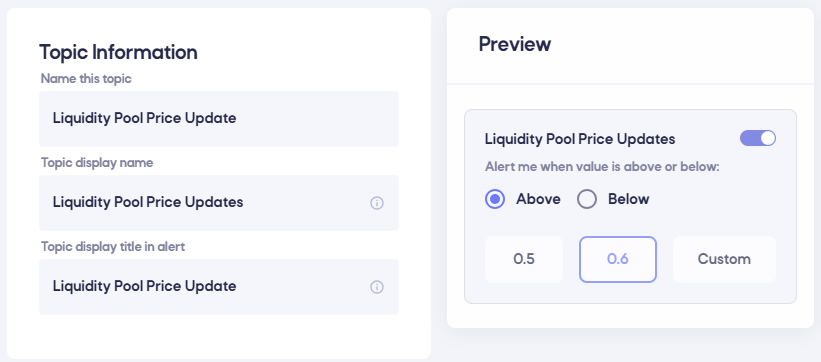 Topic Information
Name this topic
Liquidity Pool Price Update
Topic display name
Liquidity Pool Price Updates
Topic display title in alert
Liquidity Pool Price Update
Preview
Liquidity Pool Price Updates
Alert me when value is above or below:
Above Below
0.5 0.6 Custom